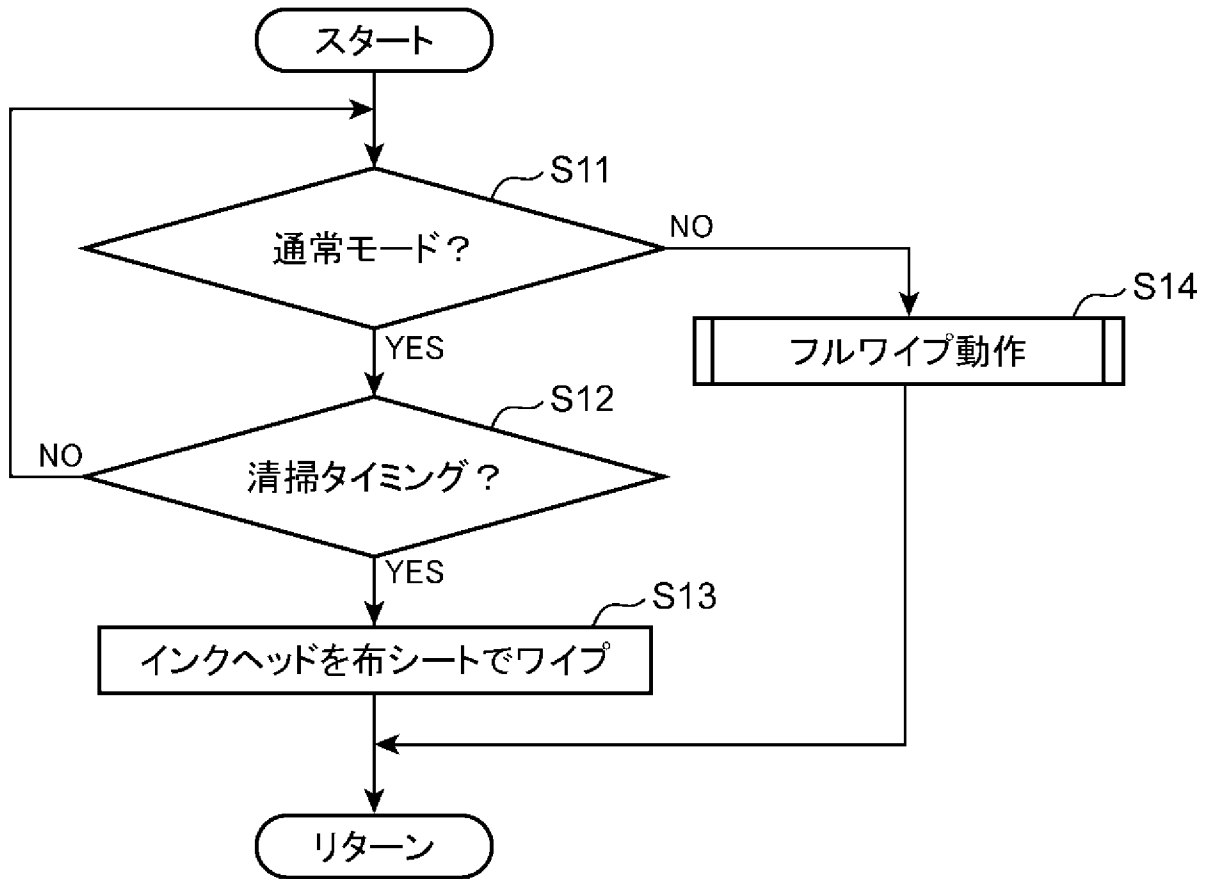 スタート
S11
通常モード？
NO
S14
フルワイプ動作
YES
S12
NO
清掃タイミング？
YES
S13
インクヘッドを布シートでワイプ
リターン